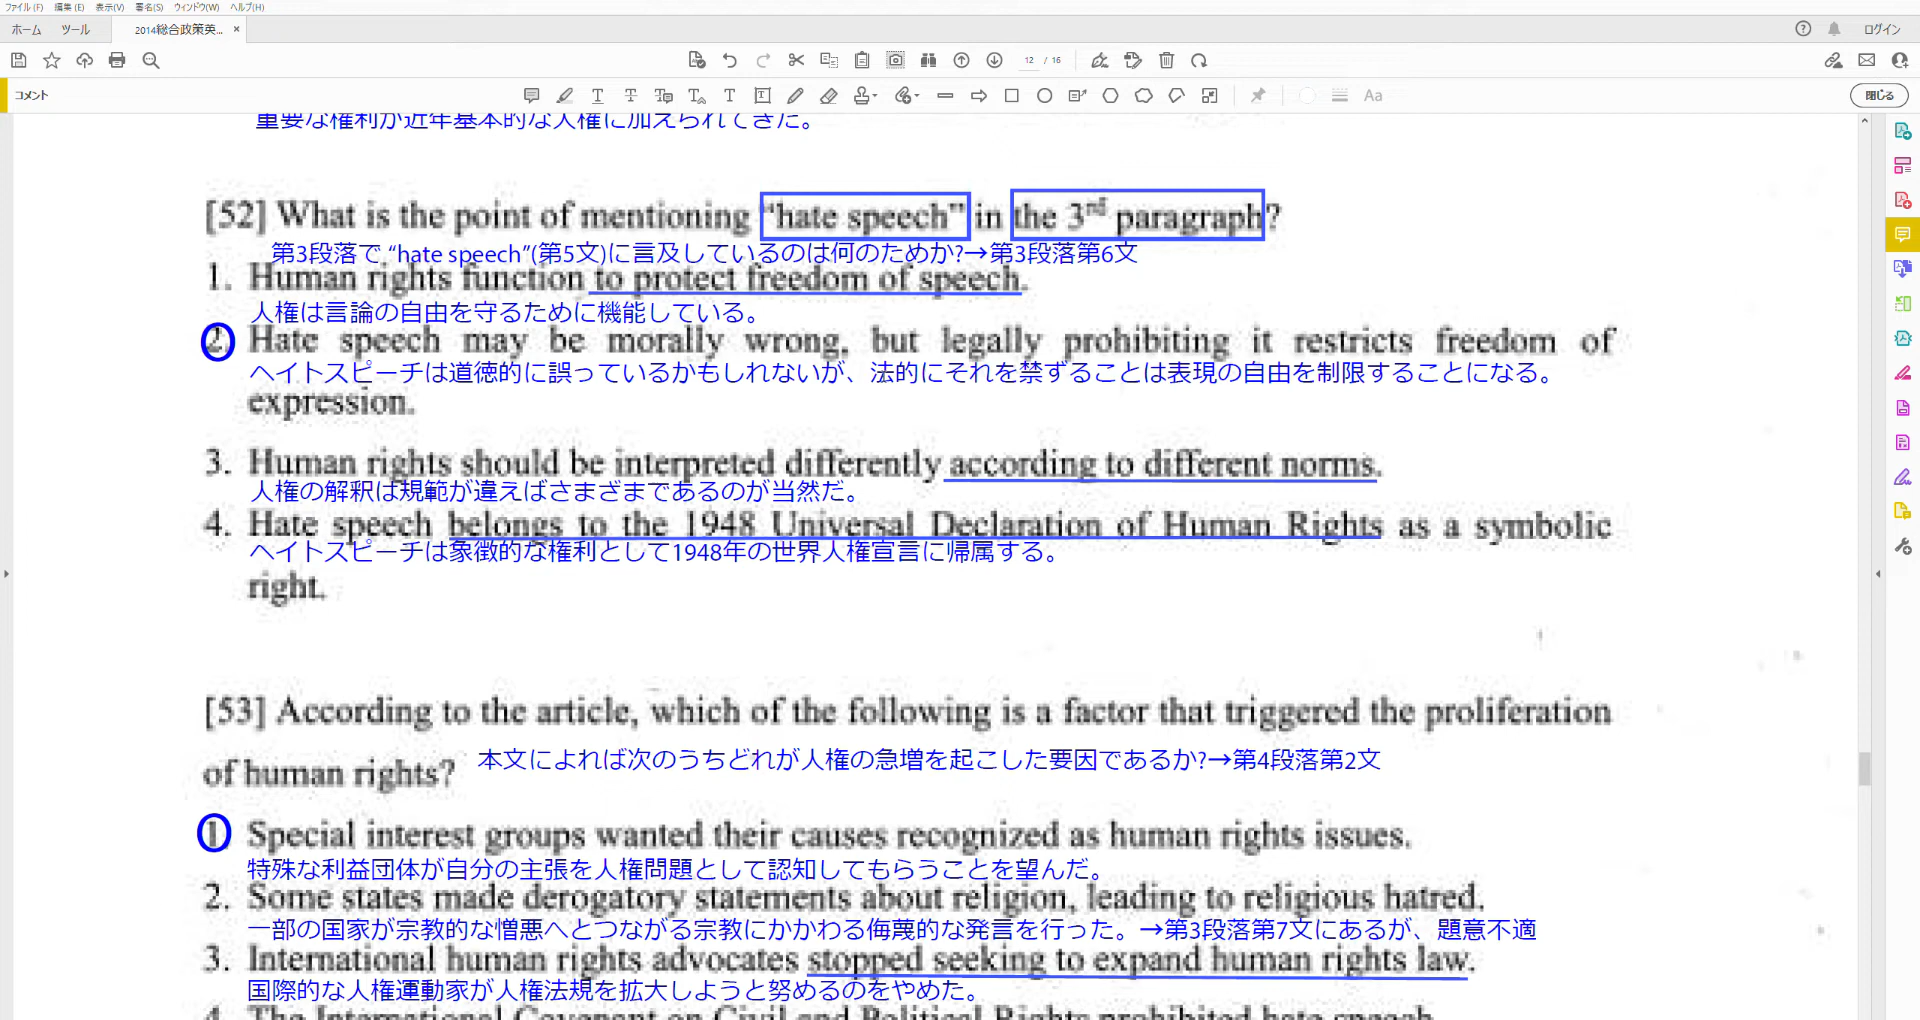 ファイル(F) 編集(E) 表示(V) 署名(S) ウィンドウ(W) ヘルプ(H)
ホーム ツール 2014総合政策英... × ログイン
12 / 16
コメント Aa 閉じる
重要な権利が近年基本的な人権に加えられてきた。
[52] What is the point of mentioning “hate speech” in the 3rd paragraph?
第3段落で “hate speech”(第5文)に言及しているのは何のためか?→第3段落第6文
1. Human rights function to protect freedom of speech.
人権は言論の自由を守るために機能している。
2. Hate speech may be morally wrong, but legally prohibiting it restricts freedom of
ヘイトスピーチは道徳的に誤っているかもしれないが、法的にそれを禁ずることは表現の自由を制限することになる。
expression.
3. Human rights should be interpreted differently according to different norms.
人権の解釈は規範が違えばさまざまであるのが当然だ。
4. Hate speech belongs to the 1948 Universal Declaration of Human Rights as a symbolic
ヘイトスピーチは象徴的な権利として1948年の世界人権宣言に帰属する。
right.
[53] According to the article, which of the following is a factor that triggered the proliferation
of human rights? 本文によれば次のうちどれが人権の急増を起こした要因であるか?→第4段落第2文
1. Special interest groups wanted their causes recognized as human rights issues.
特殊な利益団体が自分の主張を人権問題として認知してもらうことを望んだ。
2. Some states made derogatory statements about religion, leading to religious hatred.
一部の国家が宗教的な憎悪へとつながる宗教にかかわる侮蔑的な発言を行った。→第3段落第7文にあるが、題意不適
3. International human rights advocates stopped seeking to expand human rights law.
国際的な人権運動家が人権法規を拡大しようと努めるのをやめた。
4. The International Covenant on Civil and Political Rights prohibited hate speech.